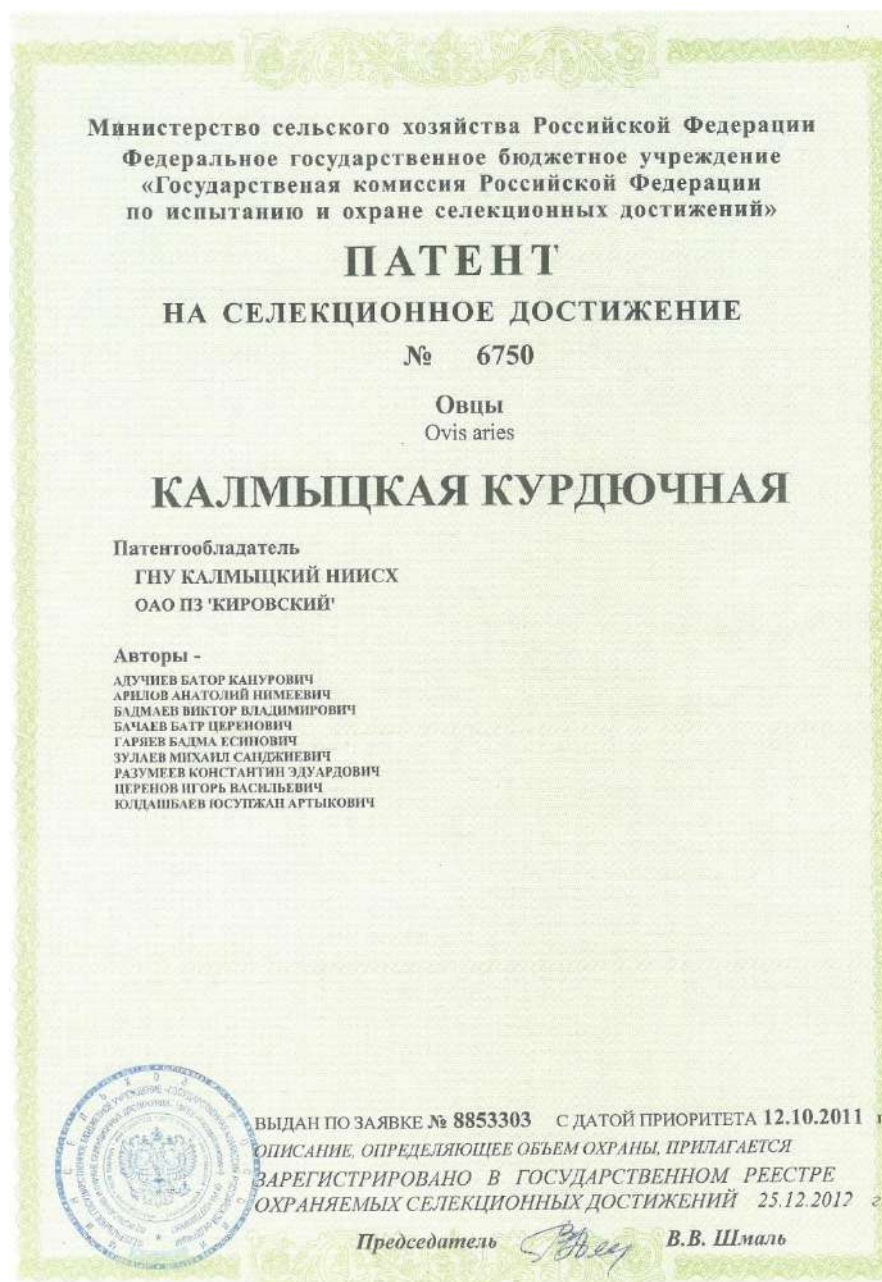 Министерство сельского хозяйства Российской Федерации
Федеральное государственное бюджетное учреждение
«Государственая комиссия Российской Федерации
по испытанию и охране селекционных достижений»
ПАТЕНТ
НА СЕЛЕКЦИОННОЕ ДОСТИЖЕНИЕ
№ 6750
Овцы
Ovis aries
КАЛМЫЦКАЯ КУРДЮЧНАЯ
Патентообладатель
ГНУ КАЛМЫЦКИЙ НИИСХ
ОАО ПЗ 'КИРОВСКИЙ'
Авторы -
АДУЧИЕВ БАТОР КАНУРОВИЧ
АРИЛОВ АНАТОЛИЙ НИМЕЕВИЧ
БАДМАЕВ ВИКТОР ВЛАДИМИРОВИЧ
БАЧАЕВ БАТР ЦЕРЕНОВИЧ
ГАРЯЕВ БАДМА ЕСИНОВИЧ
ЗУЛАЕВ МИХАИЛ САНДЖИЕВИЧ
РАЗУМЕЕВ КОНСТАНТИН ЭДУАРДОВИЧ
ЦЕРЕНОВ ИГОРЬ ВАСИЛЬЕВИЧ
ЮЛДАШБАЕВ ЮСУПЖАН АРТЫКОВИЧ
ВЫДАН ПО ЗАЯВКЕ № 8853303 С ДАТОЙ ПРИОРИТЕТА 12.10.2011 г
ОПИСАНИЕ, ОПРЕДЕЛЯЮЩЕЕ ОБЪЕМ ОХРАНЫ, ПРИЛАГАЕТСЯ
ЗАРЕГИСТРИРОВАНО В ГОСУДАРСТВЕННОМ РЕЕСТРЕ
ОХРАНЯЕМЫХ СЕЛЕКЦИОННЫХ ДОСТИЖЕНИЙ 25.12.2012 г
Председатель В.В. Шмаль